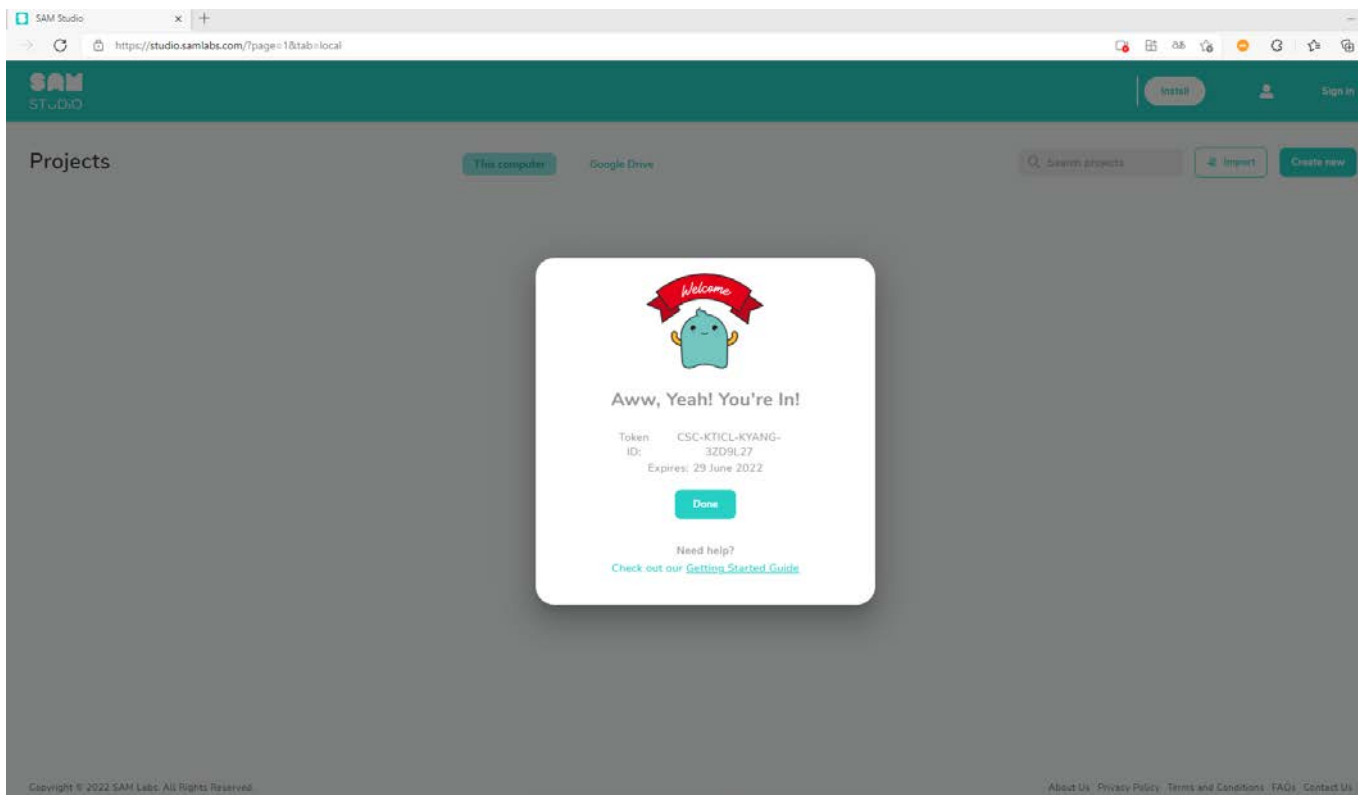 SAM Studio
https://studio.samlabs.com/?page=1&tab=local
SAM
STUDIO
Install
Sign in
Projects
This computer
Google Drive
Search projects
Import
Create new
Welcome
Aww, Yeah! You're In!
Token CSC-KTICL-KYANG-
ID: 3ZD9L27
Expires: 29 June 2022
Done
Need help?
Check out our Getting Started Guide
Copyright © 2022 SAM Labs. All Rights Reserved.
About Us Privacy Policy Terms and Conditions FAQs Contact Us